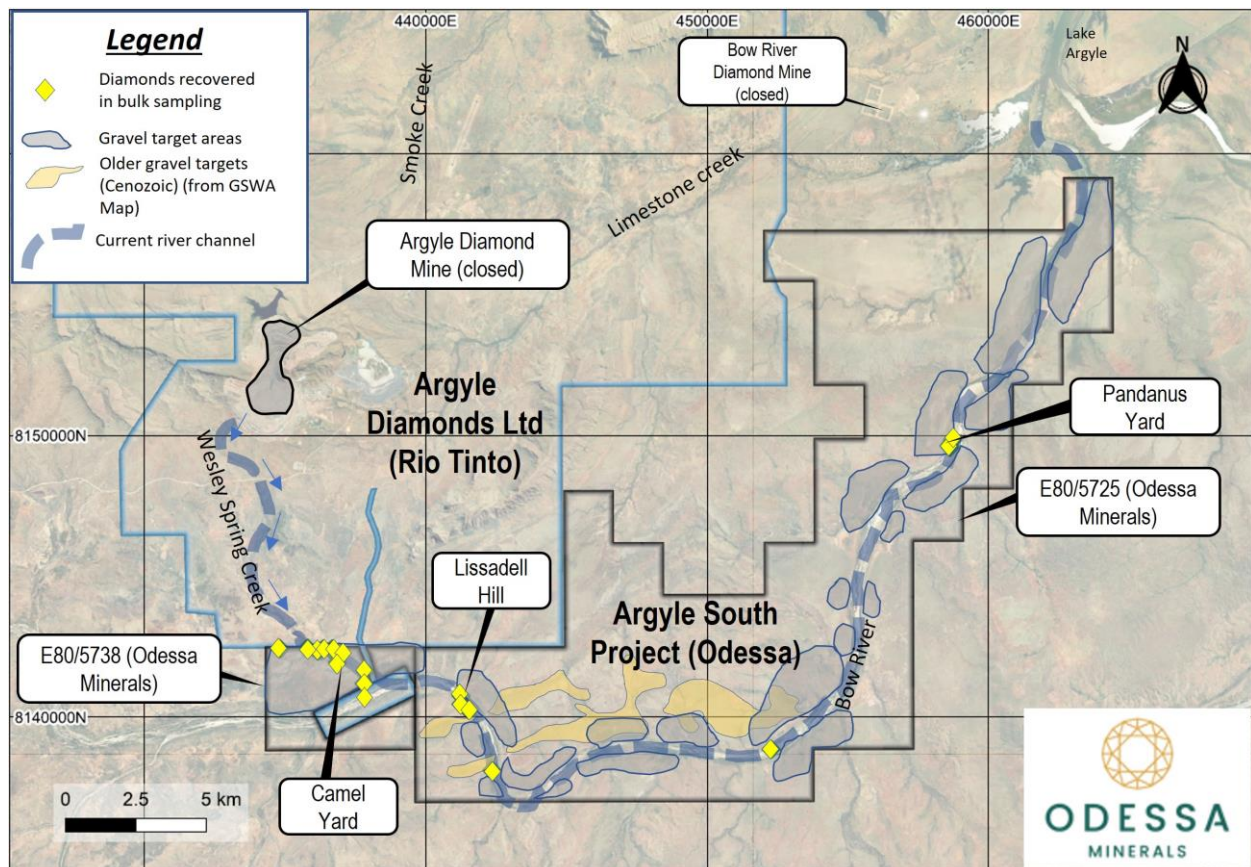 440000E
450000E
460000E
Legend
Diamonds recovered
in bulk sampling
Gravel target areas
Older gravel targets
(Cenozoic) (from GSWA
Map)
Current river channel
Smoke Creek
Bow River
Diamond Mine
(closed)
Lake
Argyle
N
Limestone creek
Argyle Diamond
Mine (closed)
Argyle
Diamonds Ltd
(Rio Tinto)
8150000N
Wesley Spring Creek
Pandanus
Yard
E80/5725 (Odessa
Minerals)
Lissadell
Hill
Argyle South
Project (Odessa)
Bow River
E80/5738 (Odessa
Minerals)
8140000N
Camel
Yard
0 2.5 5 km
ODESSA
MINERALS